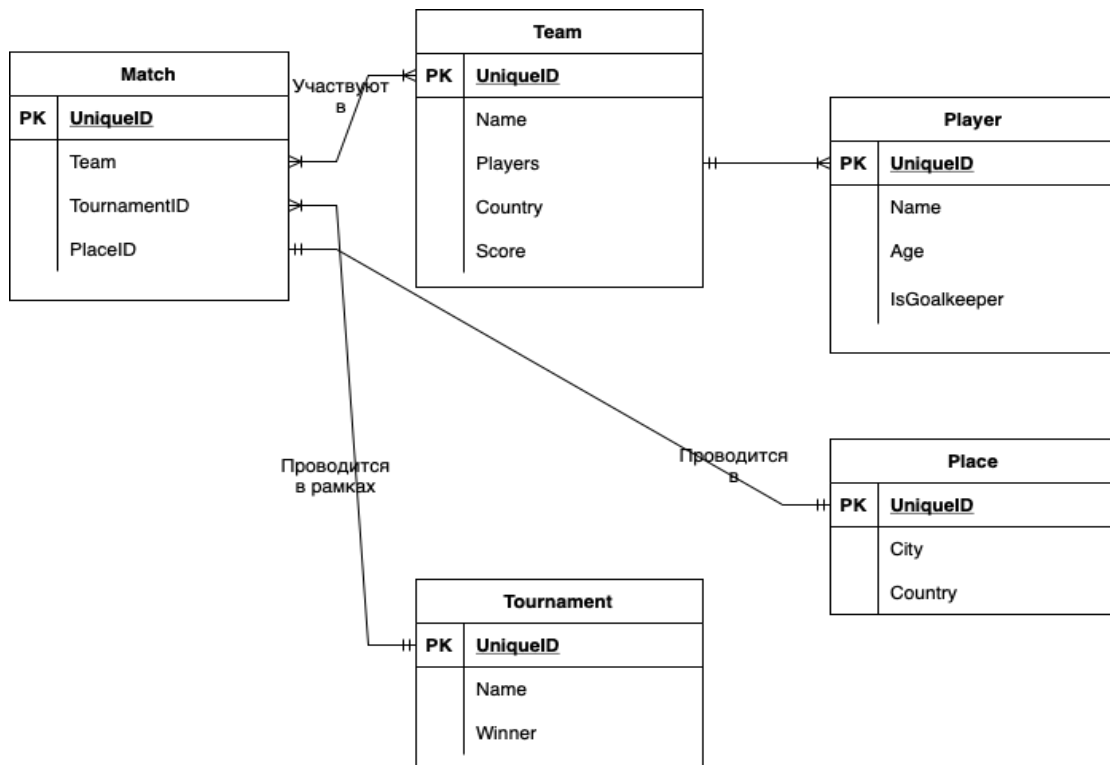 Match
PK UniqueID
Team
TournamentID
PlaceID
Участвуют
в
Team
PK UniqueID
Name
Players
Country
Score
Player
PK UniqueID
Name
Age
IsGoalkeeper
Проводится
в рамках
Проводится
в
Place
PK UniqueID
City
Country
Tournament
PK UniqueID
Name
Winner